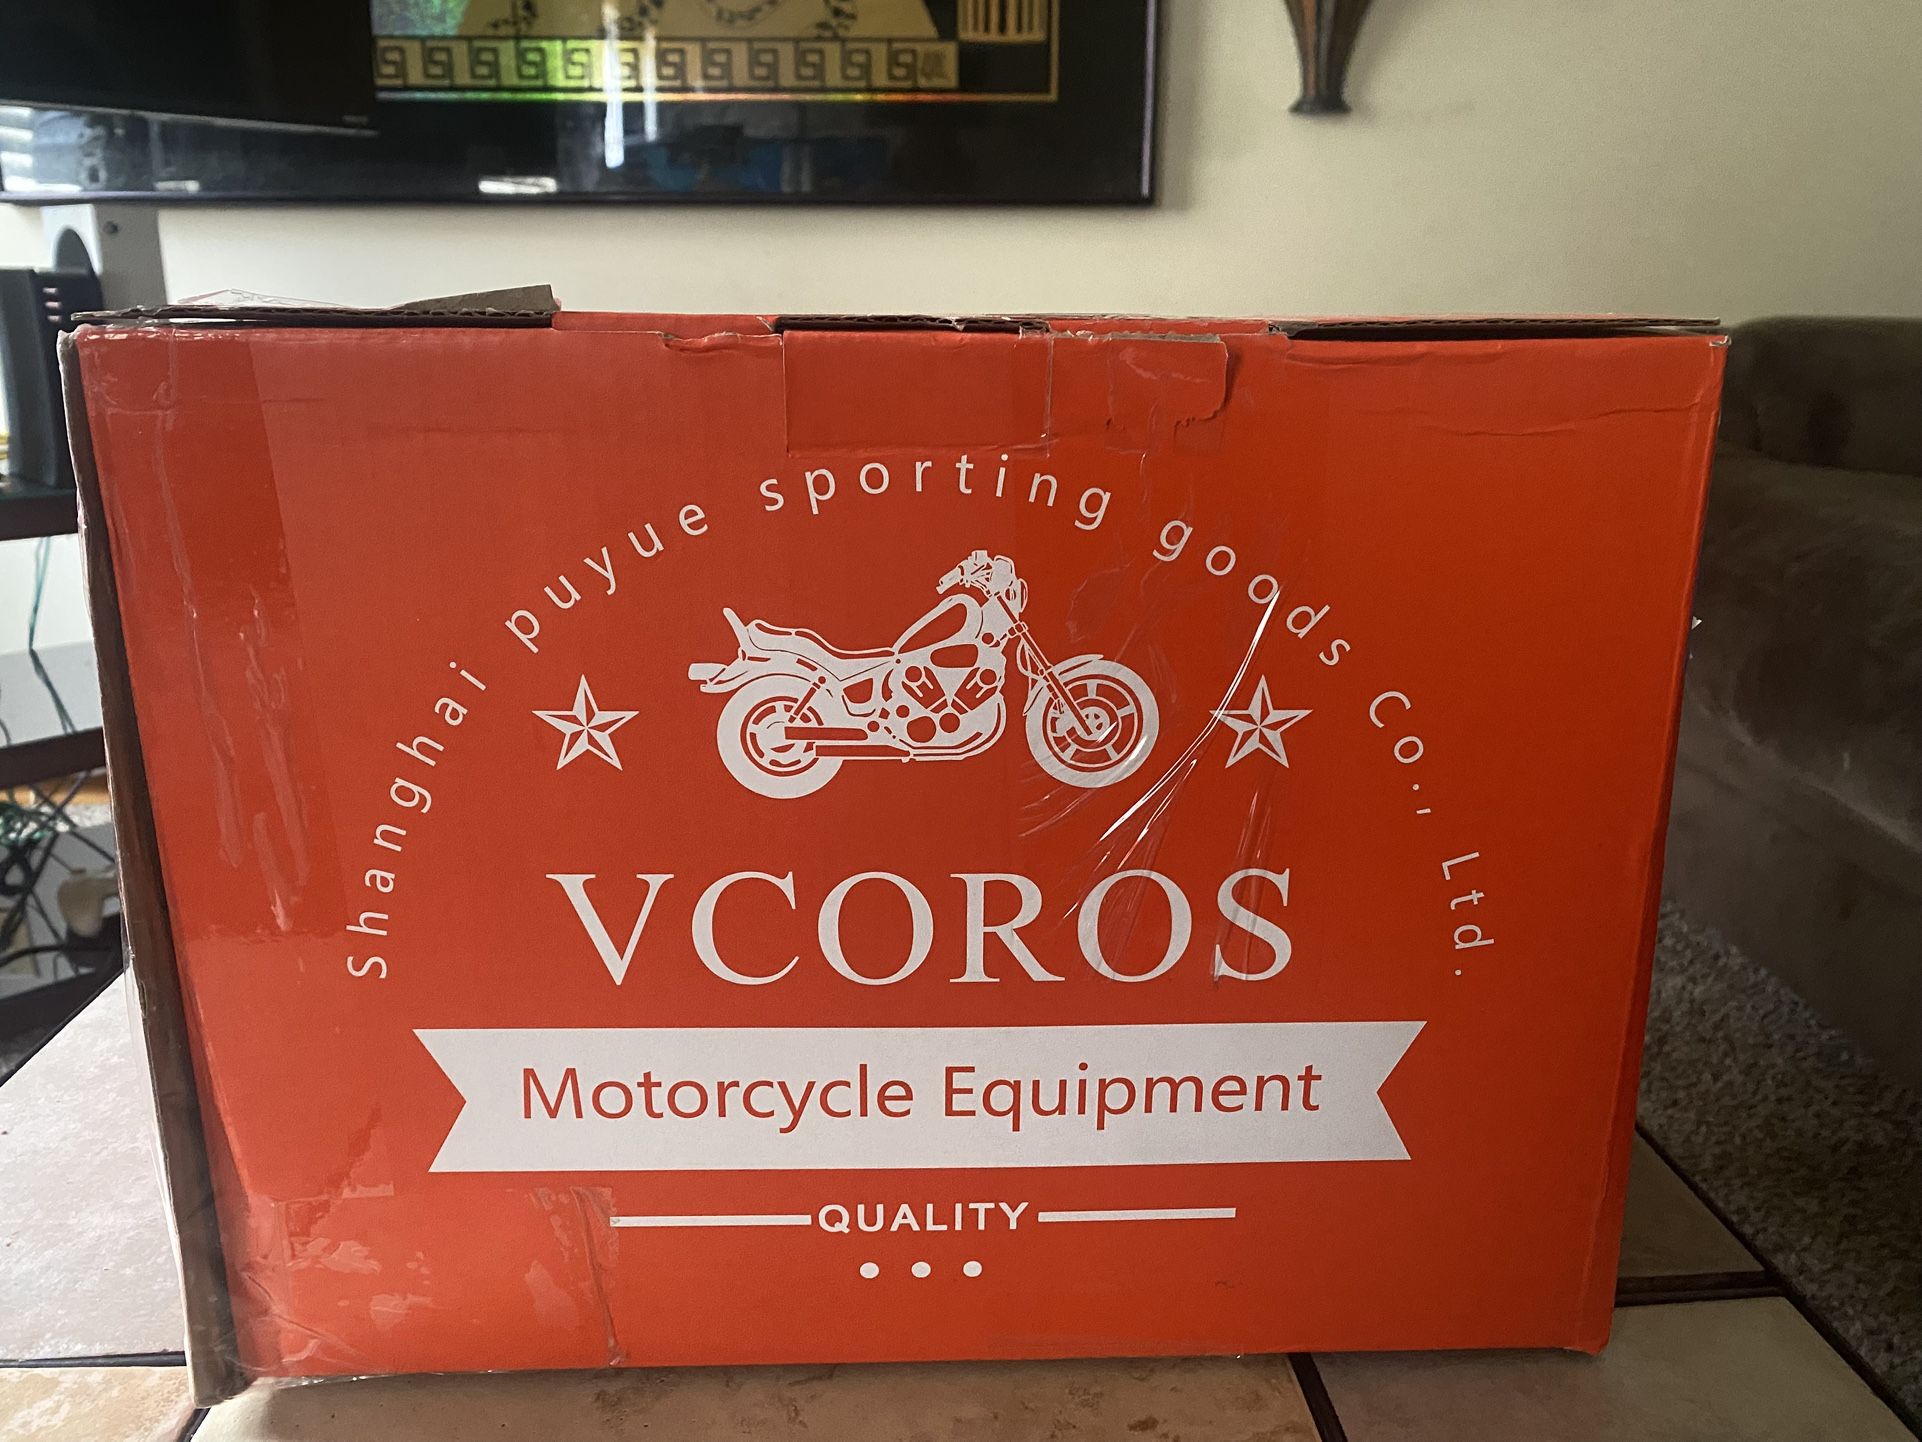 Shanghai puyue sporting goods Co., Ltd.
VCOROS
Motorcycle Equipment
QUALITY